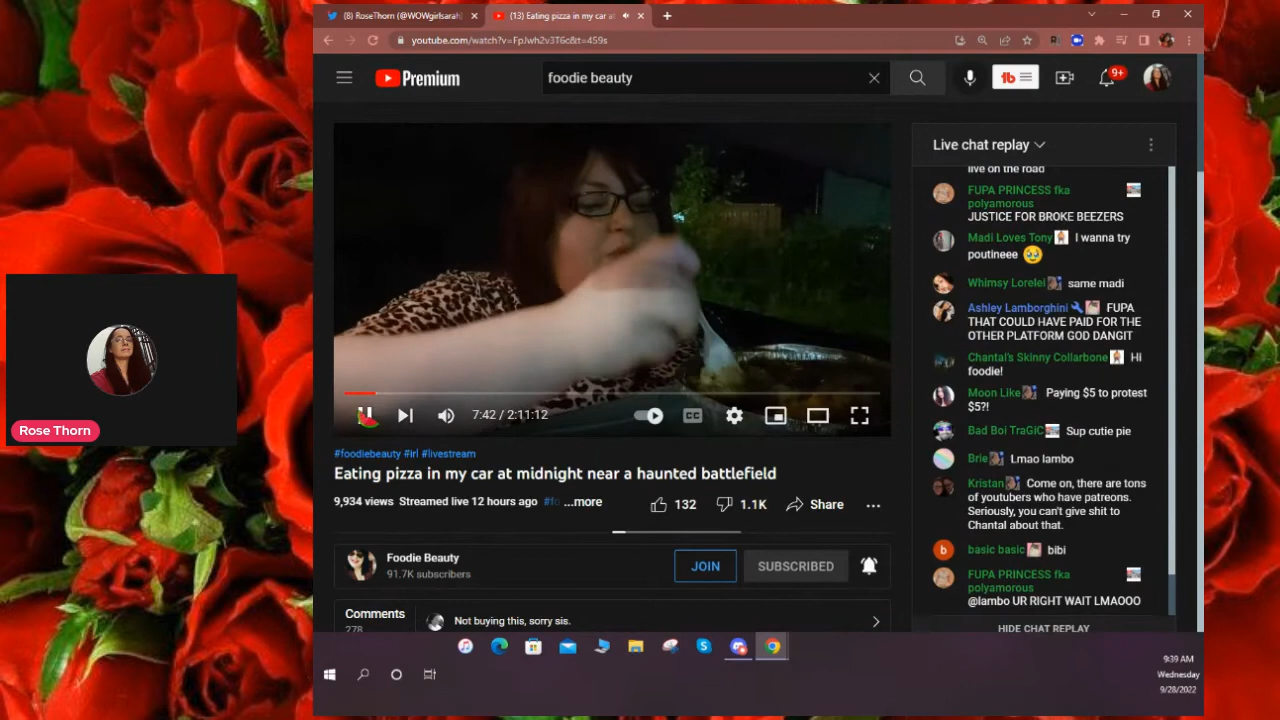 (8) RoseThorn (@WOWgirlsarah)
(13) Eating pizza in my car at
youtube.com/watch?v=FpJwh2v3T6o&t=459s
Premium
foodie beauty
9+
Live chat replay
live on the road
FUPA PRINCESS fka
polyamorous
JUSTICE FOR BROKE BEEZERS
Madi Loves Tony I wanna try
poutineee
Whimsy Lorelei same madi
Ashley Lamborghini FUPA
THAT COULD HAVE PAID FOR THE
OTHER PLATFORM GOD DANGIT
Chantal's Skinny Collarbone Hi
foodie!
Moon Like Paying $5 to protest
$5?!
Bad Boi TraGIC Sup cutie pie
Brie Lmao lambo
Kristan Come on, there are tons
of youtubers who have patreons.
Seriously, you can't give shit to
Chantal about that.
basic basic bibi
FUPA PRINCESS fka
polyamorous
@lambo UR RIGHT WAIT LMAOOO
HIDE CHAT REPLAY
7:42 / 2:11:12
CC
#foodiebeauty #irl #livestream
Eating pizza in my car at midnight near a haunted battlefield
9,934 views Streamed live 12 hours ago #fo ...more
132 1.1K Share
Foodie Beauty
91.7K subscribers
JOIN SUBSCRIBED
Comments
278
Not buying this, sorry sis.
Rose Thorn
9:39 AM
Wednesday
9/28/2022